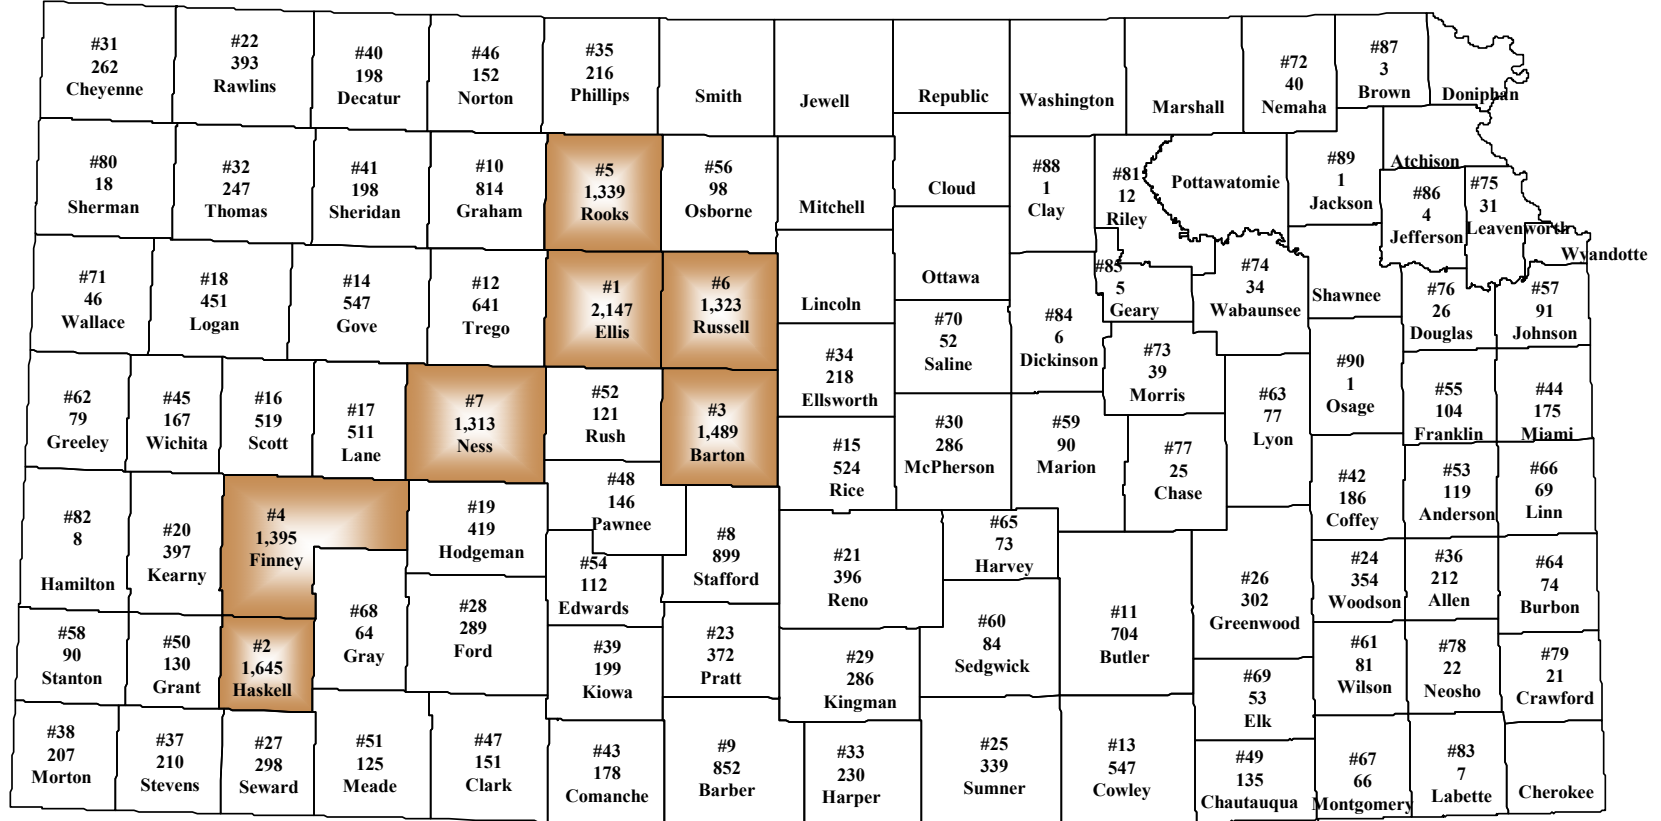 #31
262
Cheyenne
#22
393
Rawlins
#40
198
Decatur
#46
152
Norton
#35
216
Phillips
Smith
Jewell
Republic
Washington
Marshall
#72
40
Nemaha
#87
3
Brown
Doniphan
#80
18
Sherman
#32
247
Thomas
#41
198
Sheridan
#10
814
Graham
#5
1,339
Rooks
#56
98
Osborne
Mitchell
Cloud
#88
1
Clay
#81
12
Riley
Pottawatomie
#89
1
Jackson
Atchison
#86
4
Jefferson
#75
31
Leavenworth
Wyandotte
#71
46
Wallace
#18
451
Logan
#14
547
Gove
#12
641
Trego
#1
2,147
Ellis
#6
1,323
Russell
Lincoln
Ottawa
#70
52
Saline
#84
6
Dickinson
#85
5
Geary
#74
34
Wabaunsee
Shawnee
#76
26
Douglas
#57
91
Johnson
#62
79
Greeley
#45
167
Wichita
#16
519
Scott
#17
511
Lane
#7
1,313
Ness
#52
121
Rush
#3
1,489
Barton
#34
218
Ellsworth
#15
524
Rice
#30
286
McPherson
#59
90
Marion
#73
39
Morris
#77
25
Chase
#63
77
Lyon
#90
1
Osage
#55
104
Franklin
#44
175
Miami
#82
8
Hamilton
#20
397
Kearny
#4
1,395
Finney
#19
419
Hodgeman
#48
146
Pawnee
#54
112
Edwards
#8
899
Stafford
#21
396
Reno
#65
73
Harvey
#42
186
Coffey
#53
119
Anderson
#66
69
Linn
#68
64
Gray
#28
289
Ford
#39
199
Kiowa
#23
372
Pratt
#29
286
Kingman
#60
84
Sedgwick
#11
704
Butler
#26
302
Greenwood
#24
354
Woodson
#36
212
Allen
#64
74
Burbon
#58
90
Stanton
#50
130
Grant
#2
1,645
Haskell
#69
53
Elk
#61
81
Wilson
#78
22
Neosho
#79
21
Crawford
#38
207
Morton
#37
210
Stevens
#27
298
Seward
#51
125
Meade
#47
151
Clark
#43
178
Comanche
#9
852
Barber
#33
230
Harper
#25
339
Sumner
#13
547
Cowley
#49
135
Chautauqua
#67
66
Montgomery
#83
7
Labette
Cherokee